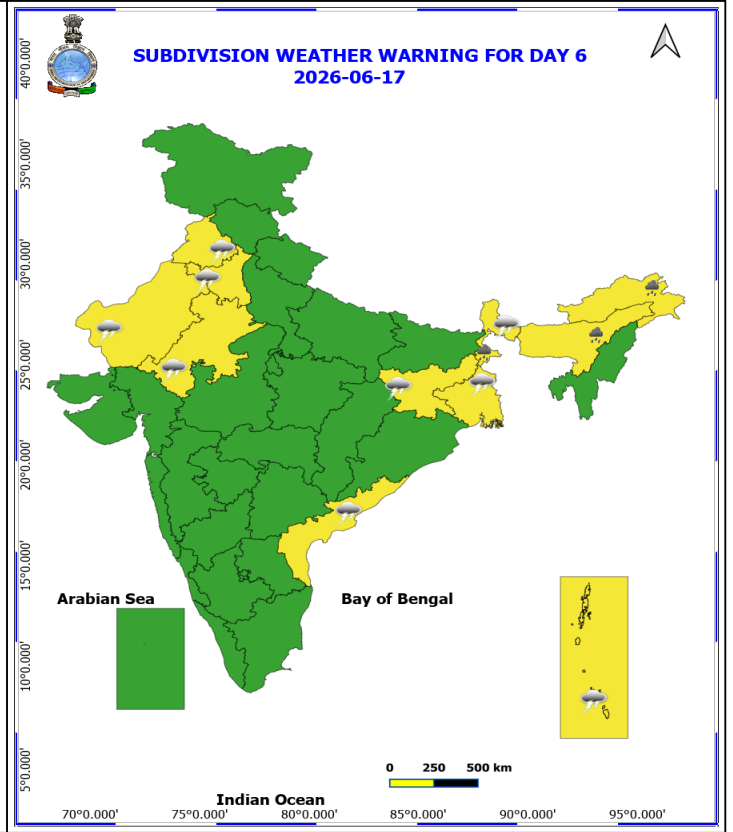 SUBDIVISION WEATHER WARNING FOR DAY 6
2026-06-17
40°0.000'
35°0.000'
30°0.000'
25°0.000'
20°0.000'
15°0.000'
10°0.000'
5°0.000'
Arabian Sea
Bay of Bengal
0 250 500 km
Indian Ocean
70°0.000' 75°0.000' 80°0.000' 85°0.000' 90°0.000' 95°0.000'